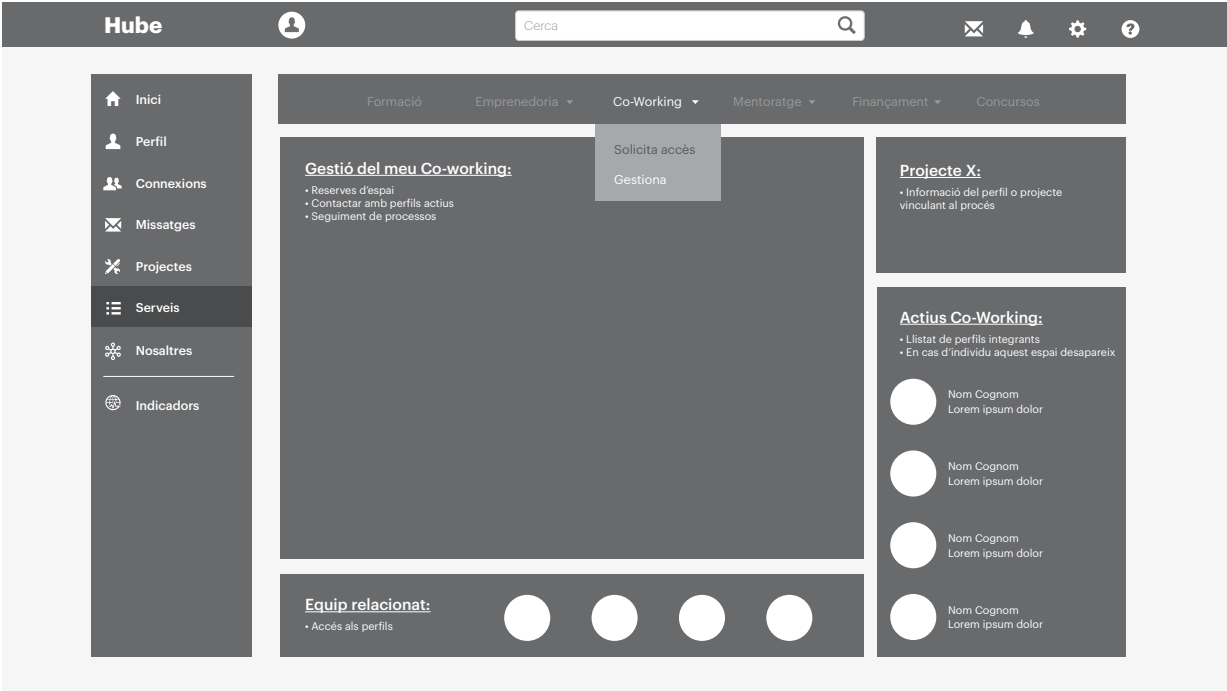 Hube
Cerca
Inici
Perfil
Connexions
Missatges
Projectes
Serveis
Nosaltres
Indicadors
Formació Emprenedoria Co-Working Mentoratge Finançament Concursos
Solicita accès
Gestiona
Gestió del meu Co-working:
• Reserves d'espai
• Contactar amb perfils actius
• Seguiment de processos
Projecte X:
• Informació del perfil o projecte
vinculant al procés
Actius Co-Working:
• Llistat de perfils integrants
• En cas d'individu aquest espai desapareix
Nom Cognom
Lorem ipsum dolor
Nom Cognom
Lorem ipsum dolor
Nom Cognom
Lorem ipsum dolor
Nom Cognom
Lorem ipsum dolor
Equip relacionat:
• Accés als perfils